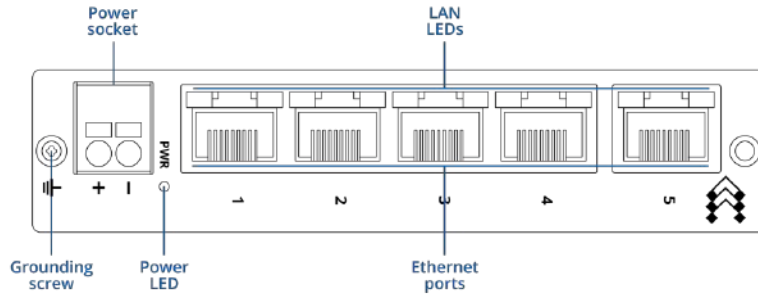 Power
socket
LAN
LEDs
PWR
+ −
1 2 3 4 5
Grounding
screw
Power
LED
Ethernet
ports